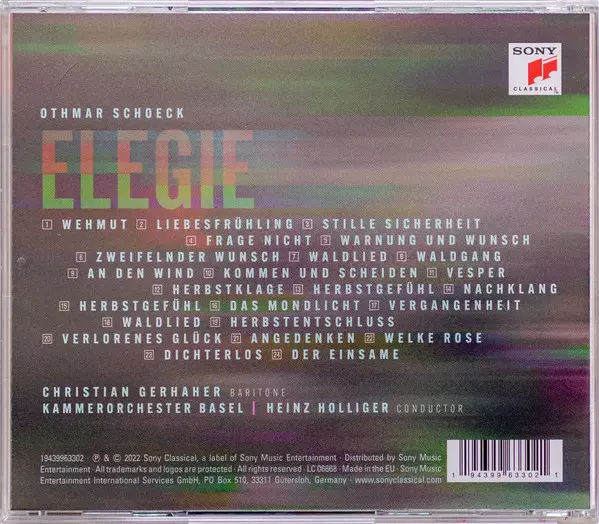 SONY
CLASSICAL
OTHMAR SCHOECK
ELEGIE
1 WEHMUT 2 LIEBESFRÜHLING 3 STILLE SICHERHEIT
4 FRAGE NICHT 5 WARNUNG UND WUNSCH
6 ZWEIFELNDER WUNSCH 7 WALDLIED 8 WALDGANG
9 AN DEN WIND 10 KOMMEN UND SCHEIDEN 11 VESPER
12 HERBSTKLAGE 13 HERBSTGEFÜHL 14 NACHKLANG
15 HERBSTGEFÜHL 16 DAS MONDLICHT 17 VERGANGENHEIT
18 WALDLIED 19 HERBSTENTSCHLUSS
20 VERLORENES GLÜCK 21 ANGEDENKEN 22 WELKE ROSE
23 DICHTERLOS 24 DER EINSAME
CHRISTIAN GERHAHER BARITONE
KAMMERORCHESTER BASEL | HEINZ HOLLIGER CONDUCTOR
19439963302 · ℗ & © 2022 Sony Classical, a label of Sony Music Entertainment · Distributed by Sony Music
Entertainment · All trademarks and logos are protected · All rights reserved · LC 06868 · Made in the EU · Sony Music
Entertainment International Services GmbH, PO Box 510, 33311 Gütersloh, Germany · www.sonyclassical.com
1 94399 63302 1